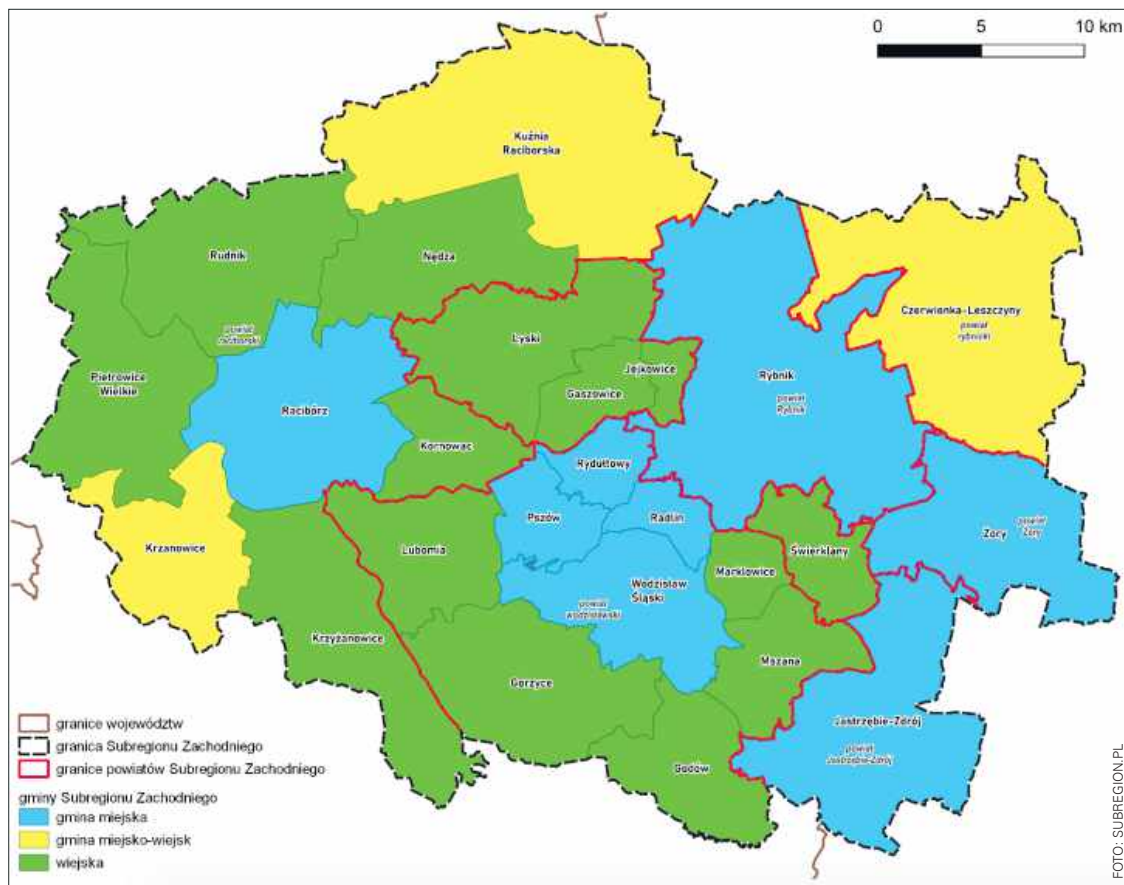 0 5 10 km
Kuźnia
Raciborska
Rudnik
Nędza
Czerwionka-Leszczyny
powiat
rybnicki
powiat
raciborski
Lyski
Jejkowice
Pietrowice
Wielkie
Gaszowice
Rybnik
powiat
Rybnik
Racibórz
Kornowac
Rydułtowy
Pszów
Radlin
Żory
powiat
Żory
Krzanowice
Lubomia
Świerklany
Marklowice
Wodzisław
Śląski
powiat
wodzisławski
Krzyżanowice
Mszana
Gorzyce
Jastrzębie-Zdrój
powiat
Jastrzębie-Zdrój
Godów
granice województw
granica Subregionu Zachodniego
granice powiatów Subregionu Zachodniego
gminy Subregionu Zachodniego
gmina miejska
gmina miejsko-wiejsk
wiejska
FOTO: SUBREGION.PL